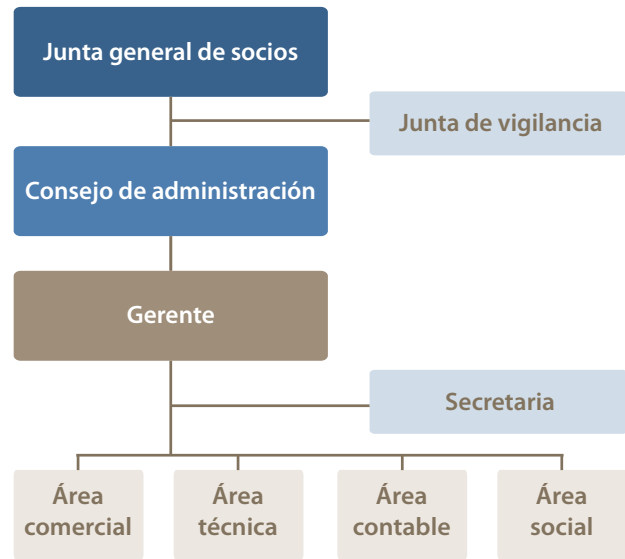 Junta general de socios
Junta de vigilancia
Consejo de administración
Gerente
Secretaria
Área
comercial
Área
técnica
Área
contable
Área
social